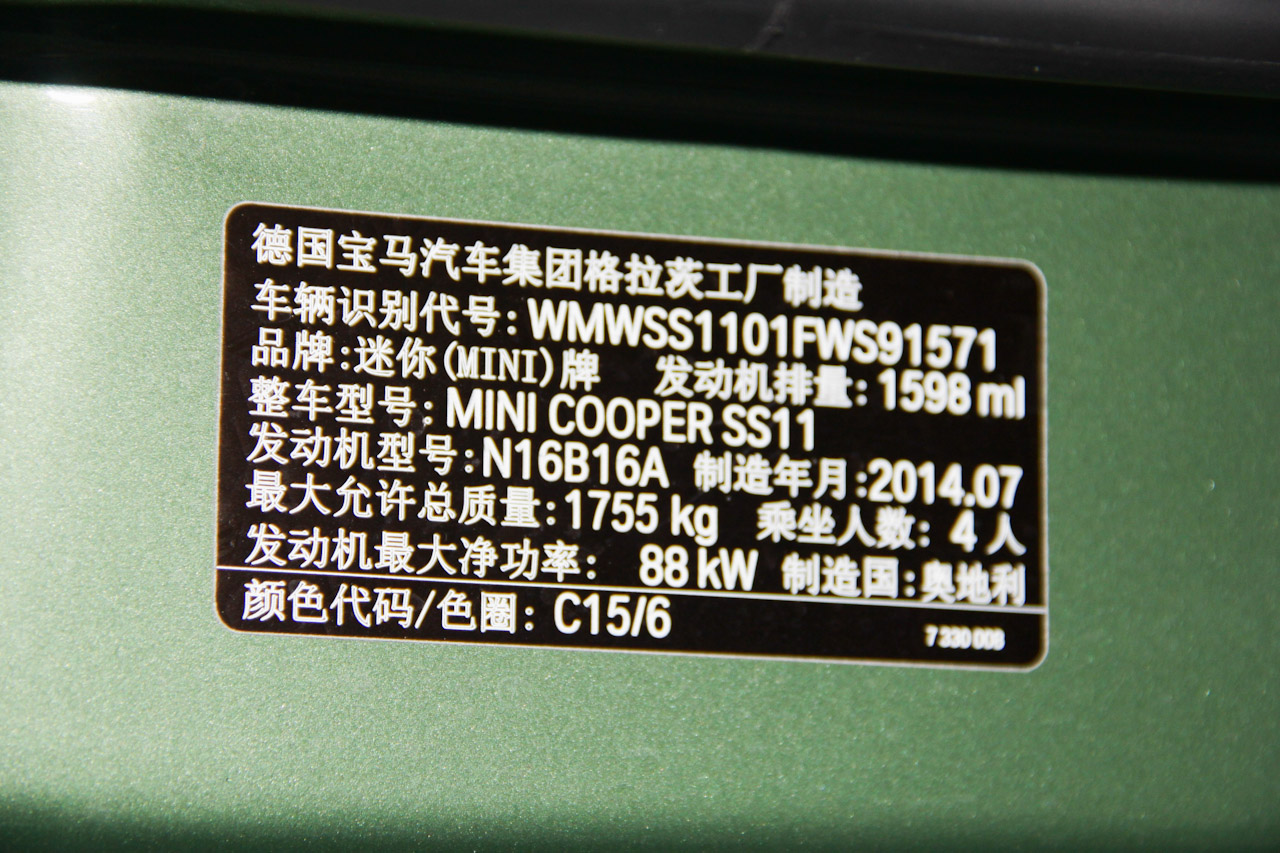 德国宝马汽车集团格拉茨工厂制造
车辆识别代号: WMWSS1101FWS91571
品牌:迷你(MINI)牌 发动机排量: 1598 ml
整车型号: MINI COOPER SS11
发动机型号: N16B16A 制造年月:2014.07
最大允许总质量:1755 kg 乘坐人数: 4 人
发动机最大净功率: 88 kW 制造国:奥地利
颜色代码/色圈: C15/6
7 330 008